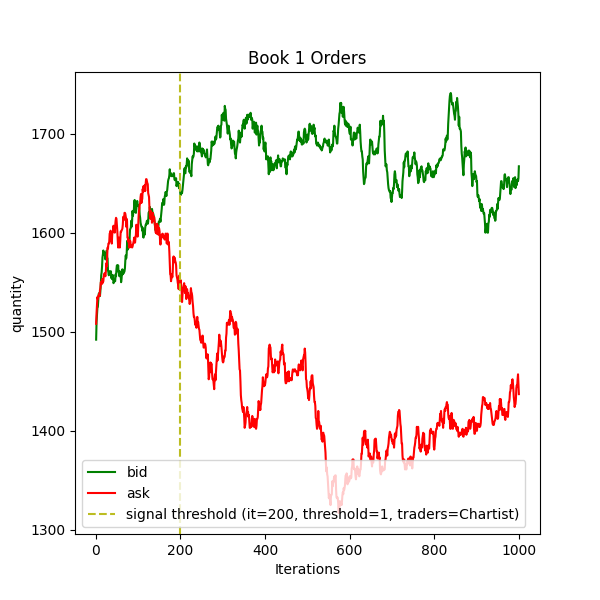 Book 1 Orders
quantity
1700
1600
1500
1400
1300
bid
ask
signal threshold (it=200, threshold=1, traders=Chartist)
0 200 400 600 800 1000
Iterations